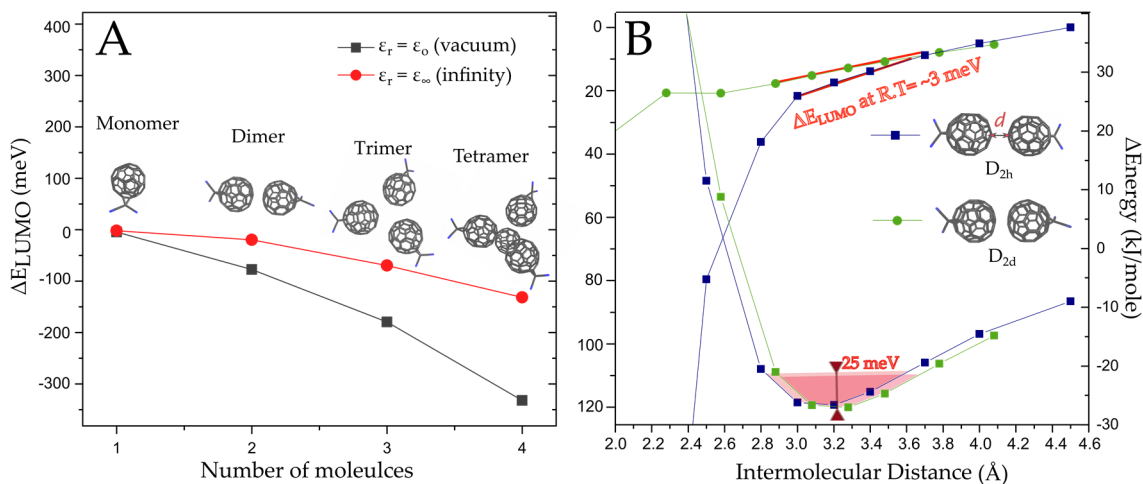 A
εr = εo (vacuum)
εr = ε∞ (infinity)
Monomer
Dimer
Trimer
Tetramer
400
300
200
100
0
-100
-200
-300
ΔELUMO (meV)
1
2
3
4
Number of moleulces
B
0
20
40
60
80
100
120
ΔELUMO at R.T= ~3 meV
d
D2h
D2d
25 meV
30
20
10
0
-10
-20
-30
ΔEnergy (kJ/mole)
2.0
2.2
2.4
2.6
2.8
3.0
3.2
3.4
3.6
3.8
4.0
4.2
4.4
4.6
Intermolecular Distance (Å)